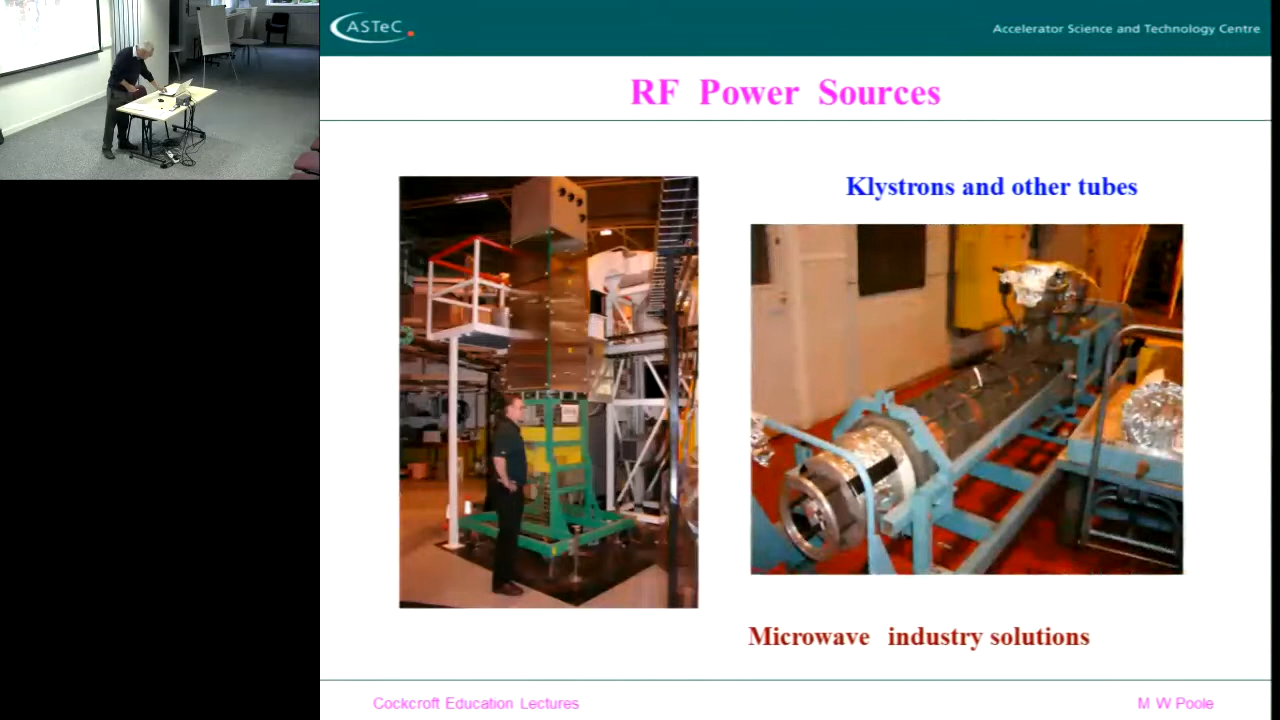 ASTeC
Accelerator Science and Technology Centre
RF Power Sources
Klystrons and other tubes
Microwave industry solutions
Cockcroft Education Lectures
M W Poole